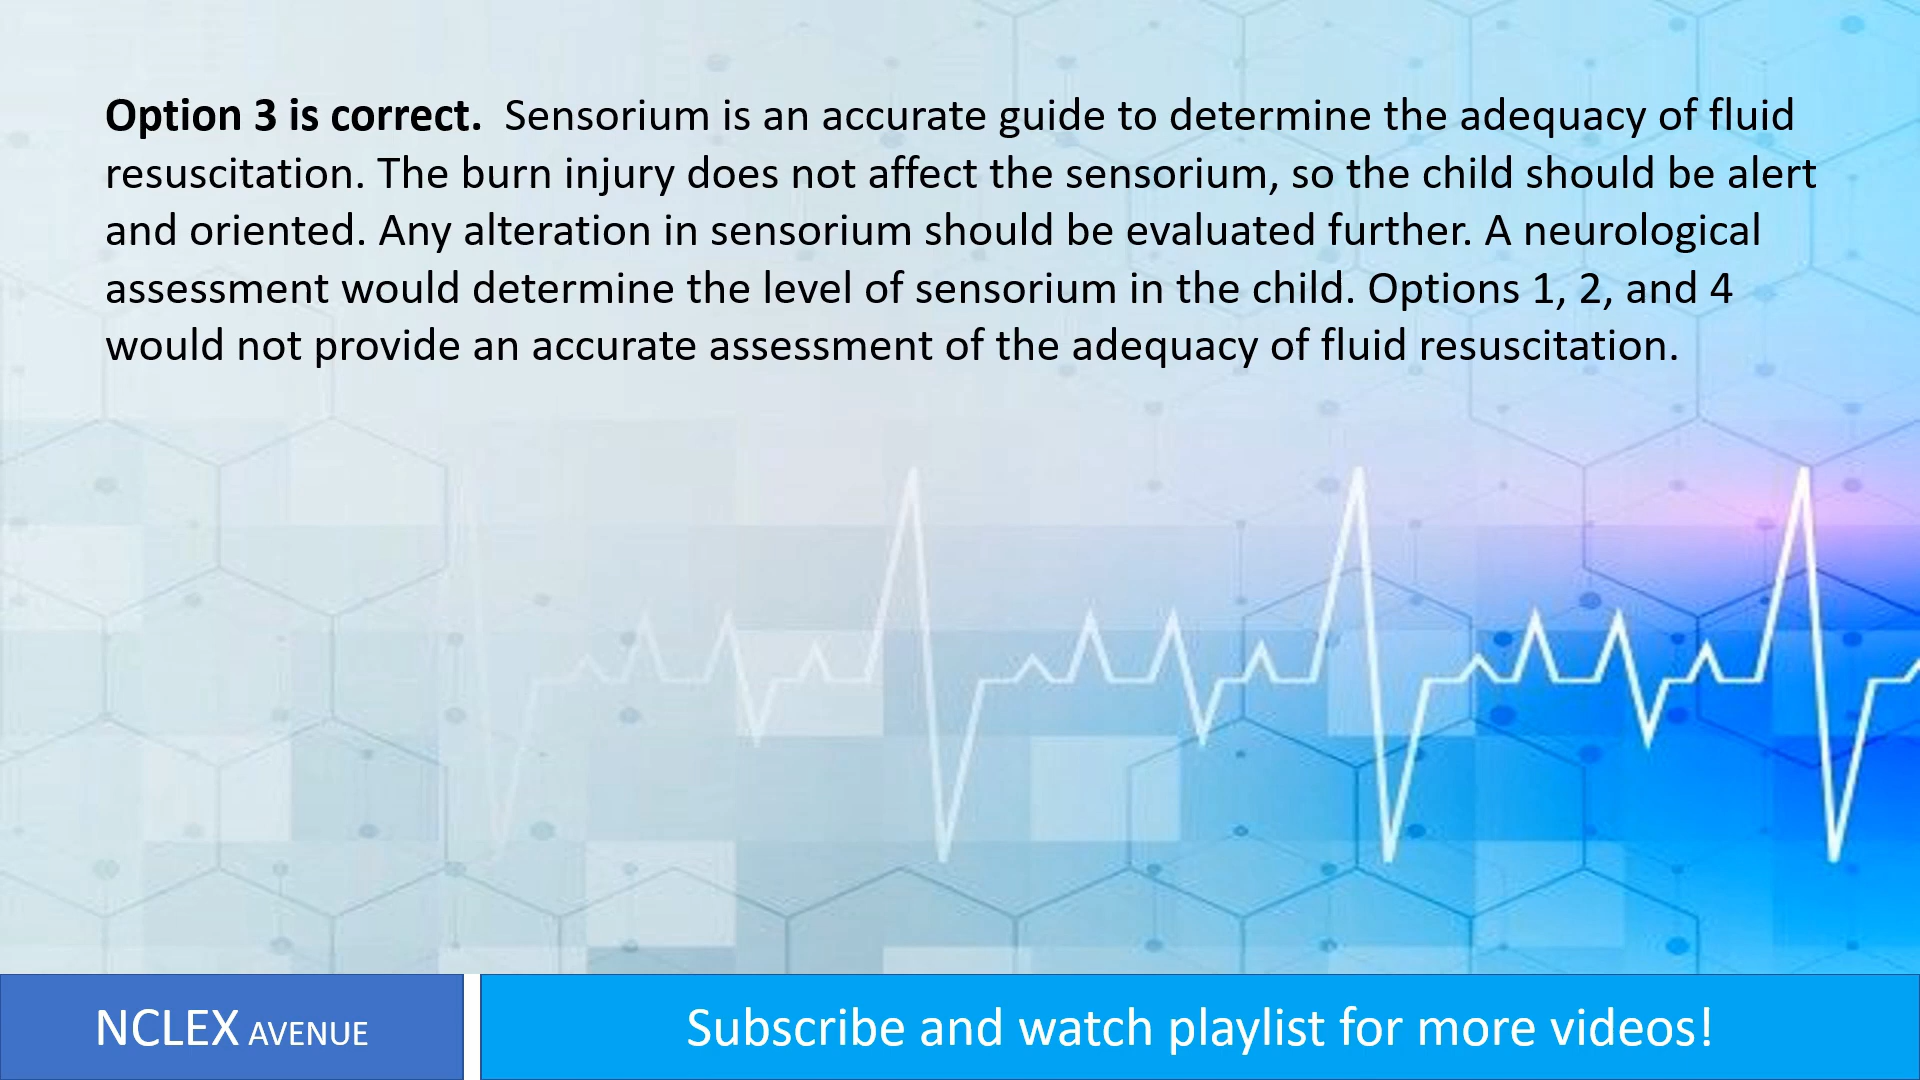 Option 3 is correct. Sensorium is an accurate guide to determine the adequacy of fluid
resuscitation. The burn injury does not affect the sensorium, so the child should be alert
and oriented. Any alteration in sensorium should be evaluated further. A neurological
assessment would determine the level of sensorium in the child. Options 1, 2, and 4
would not provide an accurate assessment of the adequacy of fluid resuscitation.
NCLEX AVENUE
Subscribe and watch playlist for more videos!